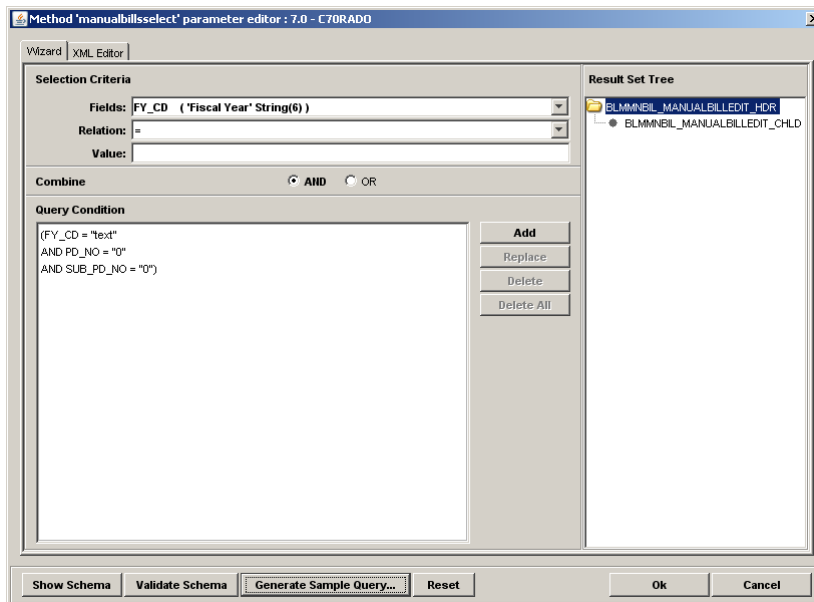 Method 'manualbillsselect' parameter editor : 7.0 - C70RADO
Wizard
XML Editor
Selection Criteria
Fields: FY_CD ( 'Fiscal Year' String(6) )
Relation: =
Value:
Combine AND OR
Query Condition
(FY_CD = "text"
AND PD_NO = "0"
AND SUB_PD_NO = "0")
Add
Replace
Delete
Delete All
Result Set Tree
BLMMNBIL_MANUALBILLEDIT_HDR
BLMMNBIL_MANUALBILLEDIT_CHLD
Show Schema
Validate Schema
Generate Sample Query...
Reset
Ok
Cancel